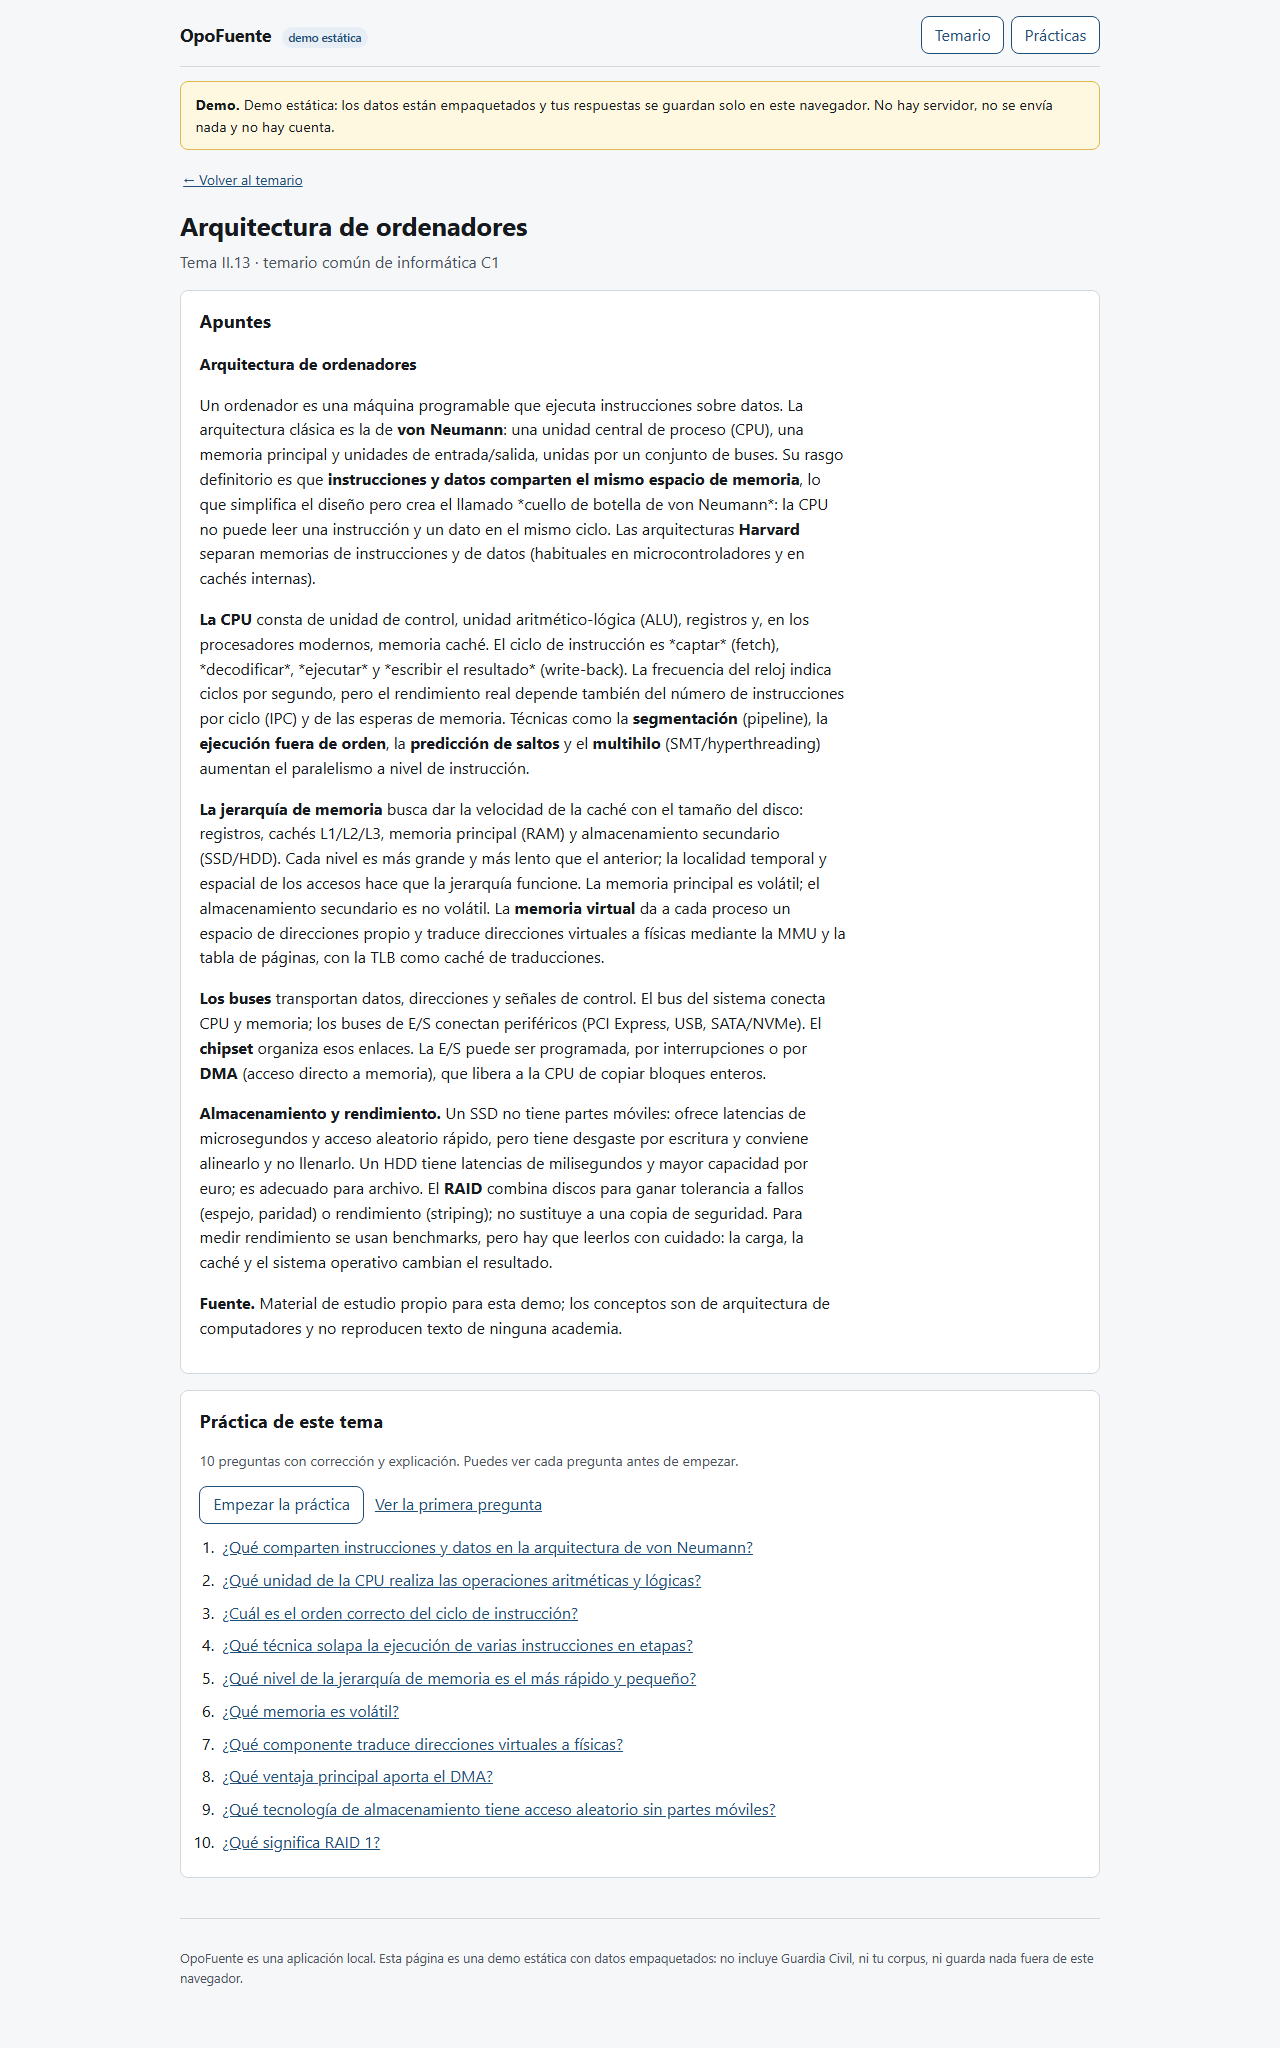 OpoFuente demo estática Temario Prácticas
Demo. Demo estática: los datos están empaquetados y tus respuestas se guardan solo en este navegador. No hay servidor, no se envía
nada y no hay cuenta.
← Volver al temario
Arquitectura de ordenadores
Tema II.13 · temario común de informática C1
Apuntes
Arquitectura de ordenadores
Un ordenador es una máquina programable que ejecuta instrucciones sobre datos. La
arquitectura clásica es la de von Neumann: una unidad central de proceso (CPU), una
memoria principal y unidades de entrada/salida, unidas por un conjunto de buses. Su rasgo
definitorio es que instrucciones y datos comparten el mismo espacio de memoria, lo
que simplifica el diseño pero crea el llamado *cuello de botella de von Neumann*: la CPU
no puede leer una instrucción y un dato en el mismo ciclo. Las arquitecturas Harvard
separan memorias de instrucciones y de datos (habituales en microcontroladores y en
cachés internas).
La CPU consta de unidad de control, unidad aritmético-lógica (ALU), registros y, en los
procesadores modernos, memoria caché. El ciclo de instrucción es *captar* (fetch),
*decodificar*, *ejecutar* y *escribir el resultado* (write-back). La frecuencia del reloj indica
ciclos por segundo, pero el rendimiento real depende también del número de instrucciones
por ciclo (IPC) y de las esperas de memoria. Técnicas como la segmentación (pipeline), la
ejecución fuera de orden, la predicción de saltos y el multihilo (SMT/hyperthreading)
aumentan el paralelismo a nivel de instrucción.
La jerarquía de memoria busca dar la velocidad de la caché con el tamaño del disco:
registros, cachés L1/L2/L3, memoria principal (RAM) y almacenamiento secundario
(SSD/HDD). Cada nivel es más grande y más lento que el anterior; la localidad temporal y
espacial de los accesos hace que la jerarquía funcione. La memoria principal es volátil; el
almacenamiento secundario es no volátil. La memoria virtual da a cada proceso un
espacio de direcciones propio y traduce direcciones virtuales a físicas mediante la MMU y la
tabla de páginas, con la TLB como caché de traducciones.
Los buses transportan datos, direcciones y señales de control. El bus del sistema conecta
CPU y memoria; los buses de E/S conectan periféricos (PCI Express, USB, SATA/NVMe). El
chipset organiza esos enlaces. La E/S puede ser programada, por interrupciones o por
DMA (acceso directo a memoria), que libera a la CPU de copiar bloques enteros.
Almacenamiento y rendimiento. Un SSD no tiene partes móviles: ofrece latencias de
microsegundos y acceso aleatorio rápido, pero tiene desgaste por escritura y conviene
alinearlo y no llenarlo. Un HDD tiene latencias de milisegundos y mayor capacidad por
euro; es adecuado para archivo. El RAID combina discos para ganar tolerancia a fallos
(espejo, paridad) o rendimiento (striping); no sustituye a una copia de seguridad. Para
medir rendimiento se usan benchmarks, pero hay que leerlos con cuidado: la carga, la
caché y el sistema operativo cambian el resultado.
Fuente. Material de estudio propio para esta demo; los conceptos son de arquitectura de
computadores y no reproducen texto de ninguna academia.
Práctica de este tema
10 preguntas con corrección y explicación. Puedes ver cada pregunta antes de empezar.
Empezar la práctica Ver la primera pregunta
1. ¿Qué comparten instrucciones y datos en la arquitectura de von Neumann?
2. ¿Qué unidad de la CPU realiza las operaciones aritméticas y lógicas?
3. ¿Cuál es el orden correcto del ciclo de instrucción?
4. ¿Qué técnica solapa la ejecución de varias instrucciones en etapas?
5. ¿Qué nivel de la jerarquía de memoria es el más rápido y pequeño?
6. ¿Qué memoria es volátil?
7. ¿Qué componente traduce direcciones virtuales a físicas?
8. ¿Qué ventaja principal aporta el DMA?
9. ¿Qué tecnología de almacenamiento tiene acceso aleatorio sin partes móviles?
10. ¿Qué significa RAID 1?
OpoFuente es una aplicación local. Esta página es una demo estática con datos empaquetados: no incluye Guardia Civil, ni tu corpus, ni guarda nada fuera de este
navegador.